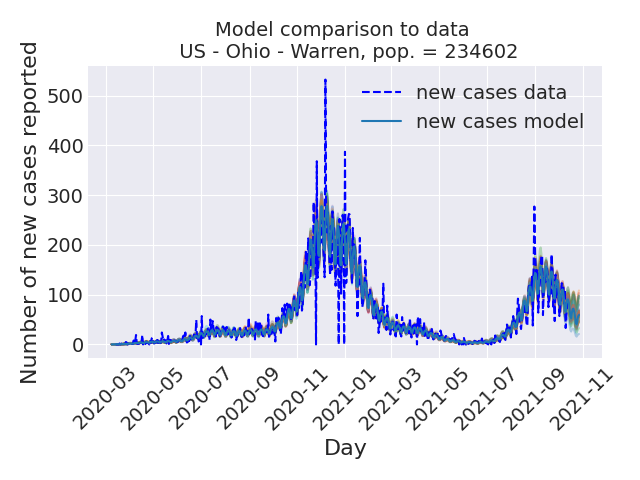 Model comparison to data
US - Ohio - Warren, pop. = 234602
Number of new cases reported
500
400
300
200
100
0
new cases data
new cases model
2020-03
2020-05
2020-07
2020-09
2020-11
2021-01
2021-03
2021-05
2021-07
2021-09
2021-11
Day